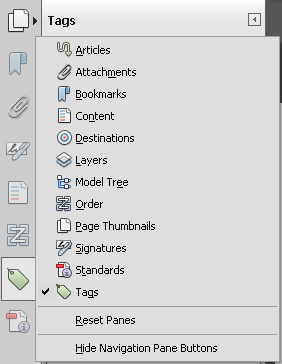 Tags
Articles
Attachments
Bookmarks
Content
Destinations
Layers
Model Tree
Order
Page Thumbnails
Signatures
Standards
Tags
Reset Panes
Hide Navigation Pane Buttons